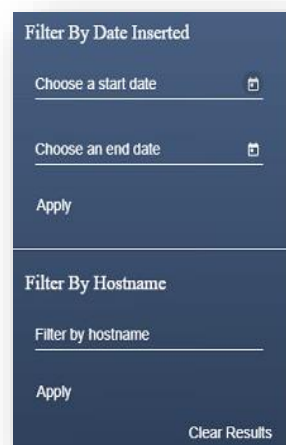 Filter By Date Inserted
Choose a start date
Choose an end date
Apply
Filter By Hostname
Filter by hostname
Apply
Clear Results